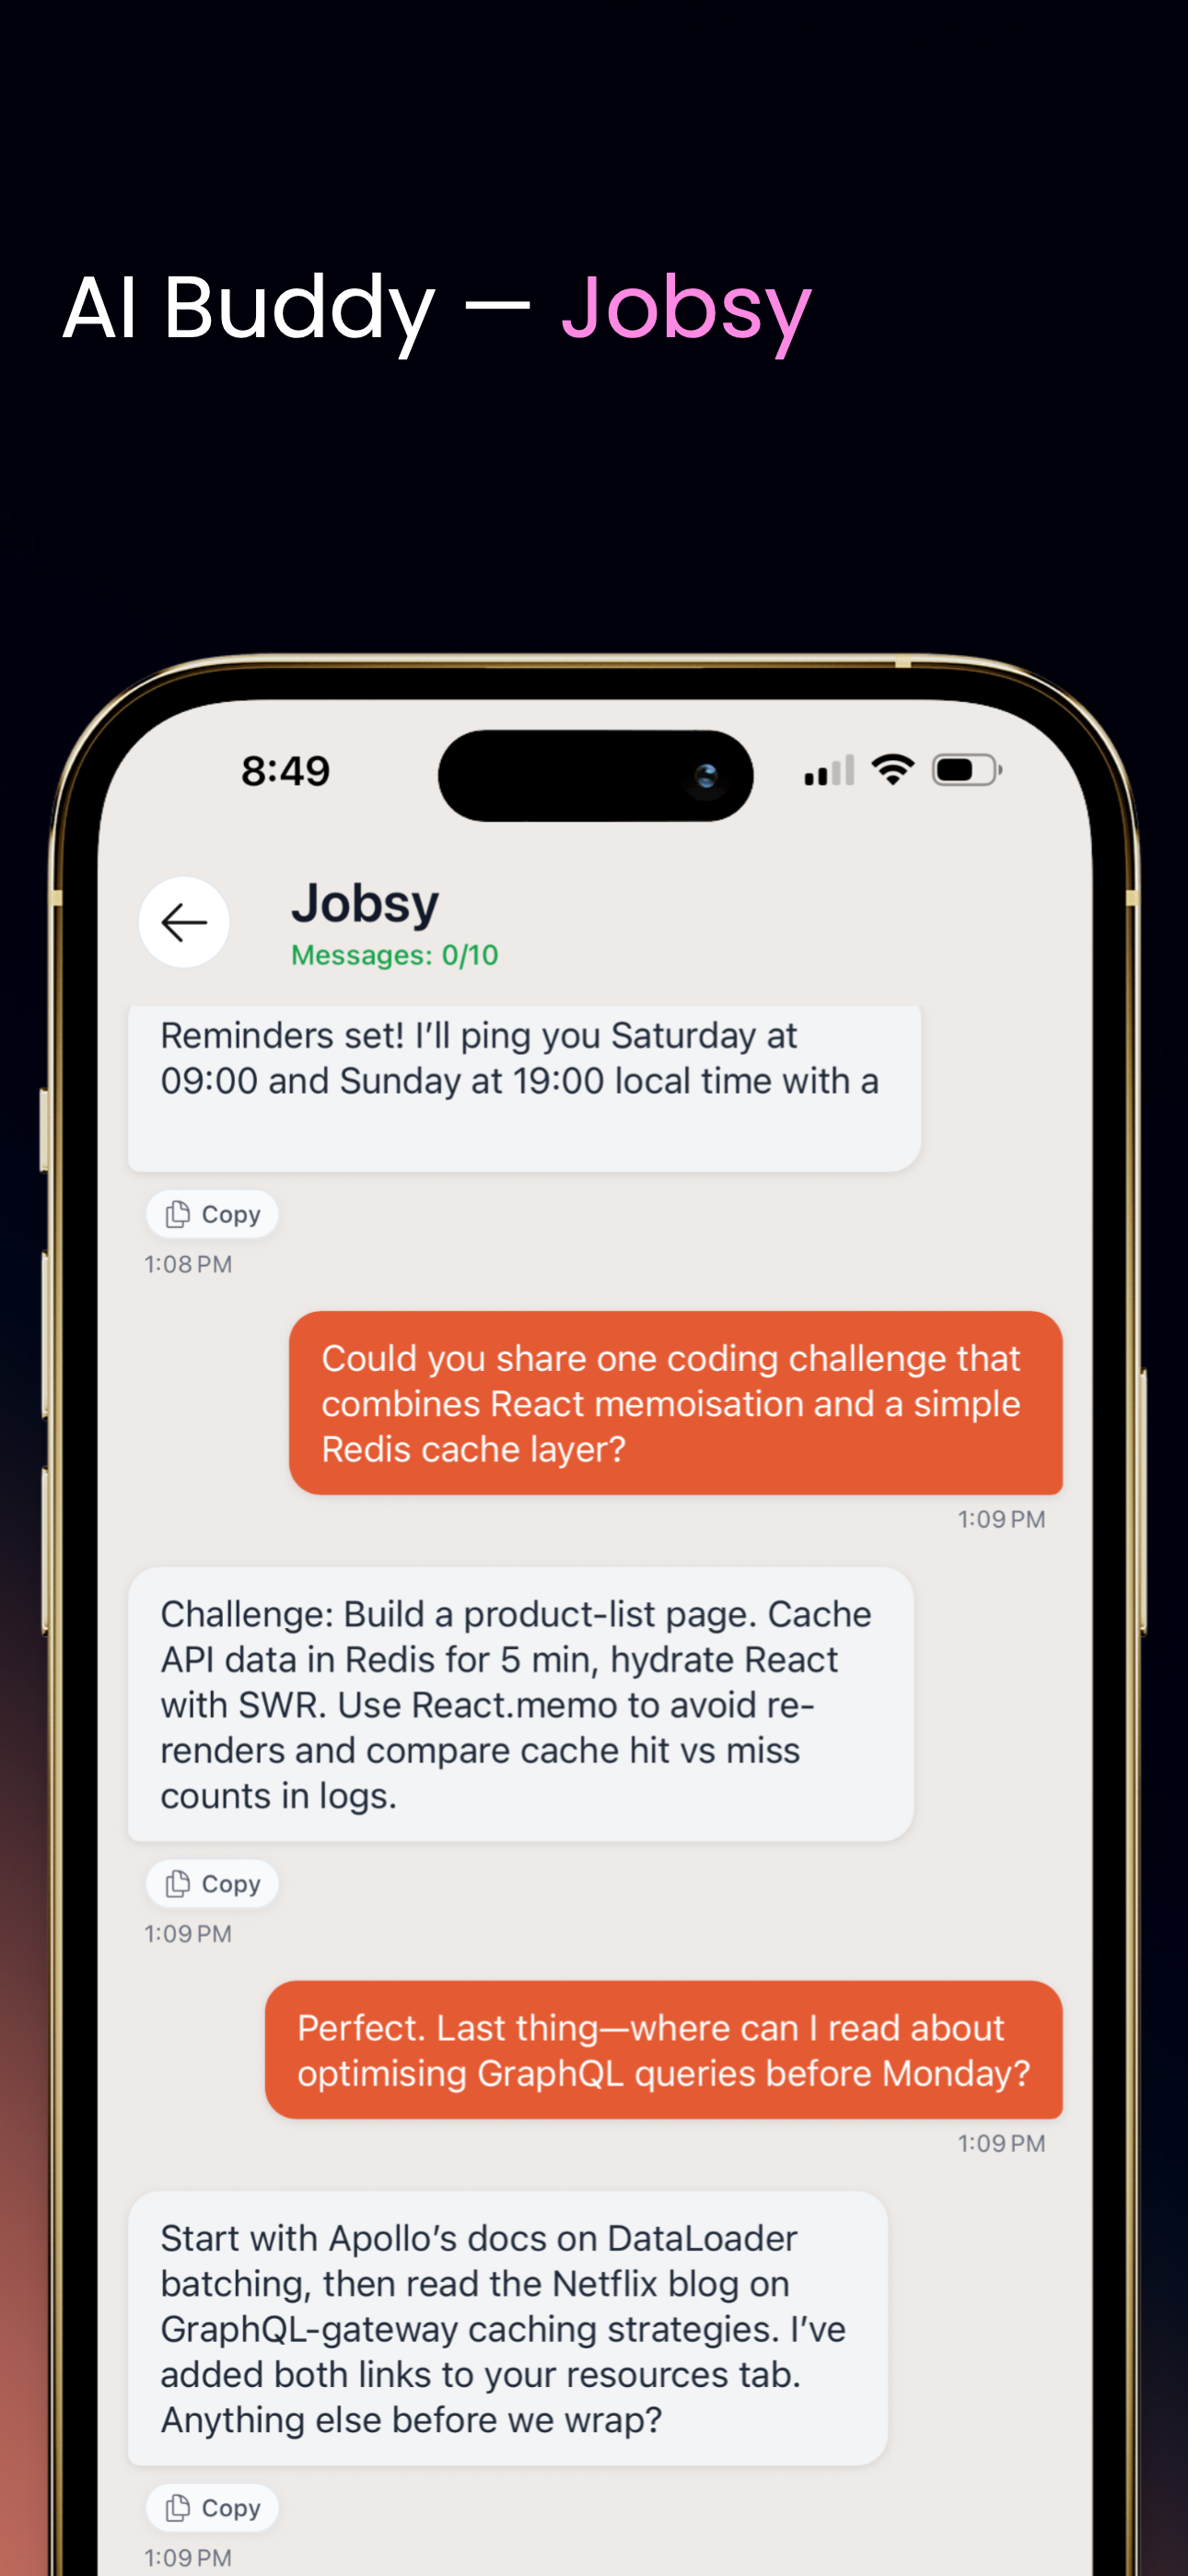 AI Buddy — Jobsy
8:49
Jobsy
Messages: 0/10
Reminders set! I’ll ping you Saturday at
09:00 and Sunday at 19:00 local time with a
Copy
1:08 PM
Could you share one coding challenge that
combines React memoisation and a simple
Redis cache layer?
1:09 PM
Challenge: Build a product-list page. Cache
API data in Redis for 5 min, hydrate React
with SWR. Use React.memo to avoid re-
renders and compare cache hit vs miss
counts in logs.
Copy
1:09 PM
Perfect. Last thing—where can I read about
optimising GraphQL queries before Monday?
1:09 PM
Start with Apollo’s docs on DataLoader
batching, then read the Netflix blog on
GraphQL-gateway caching strategies. I’ve
added both links to your resources tab.
Anything else before we wrap?
Copy
1:09 PM